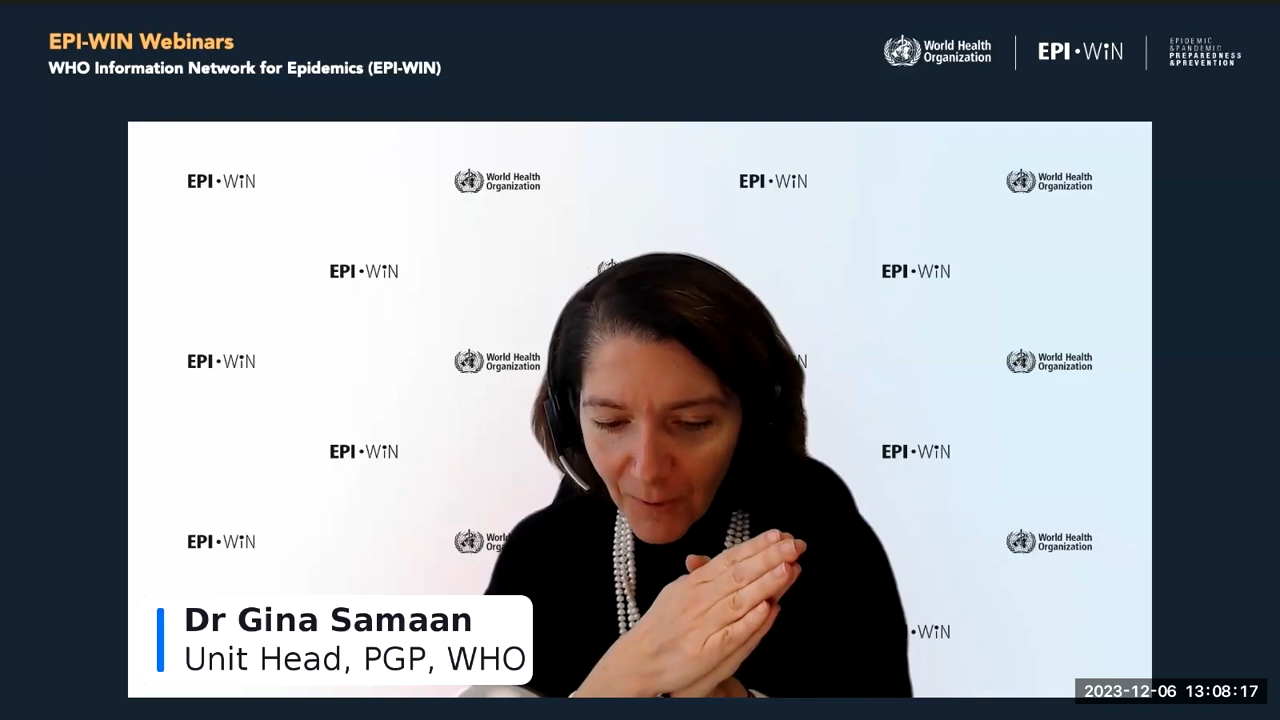 EPI-WIN Webinars
WHO Information Network for Epidemics (EPI-WIN)
World Health
Organization
EPI•WiN
EPIDEMIC
&PANDEMIC
PREPAREDNESS
&PREVENTION
EPI•WiN
World Health
Organization
EPI•WiN
World Health
Organization
EPI•WiN
EPI•WiN
EPI•WiN
World Health
Organization
World Health
Organization
EPI•WiN
EPI•WiN
EPI•WiN
World Health
Organization
Dr Gina Samaan
Unit Head, PGP, WHO
2023-12-06 13:08:17